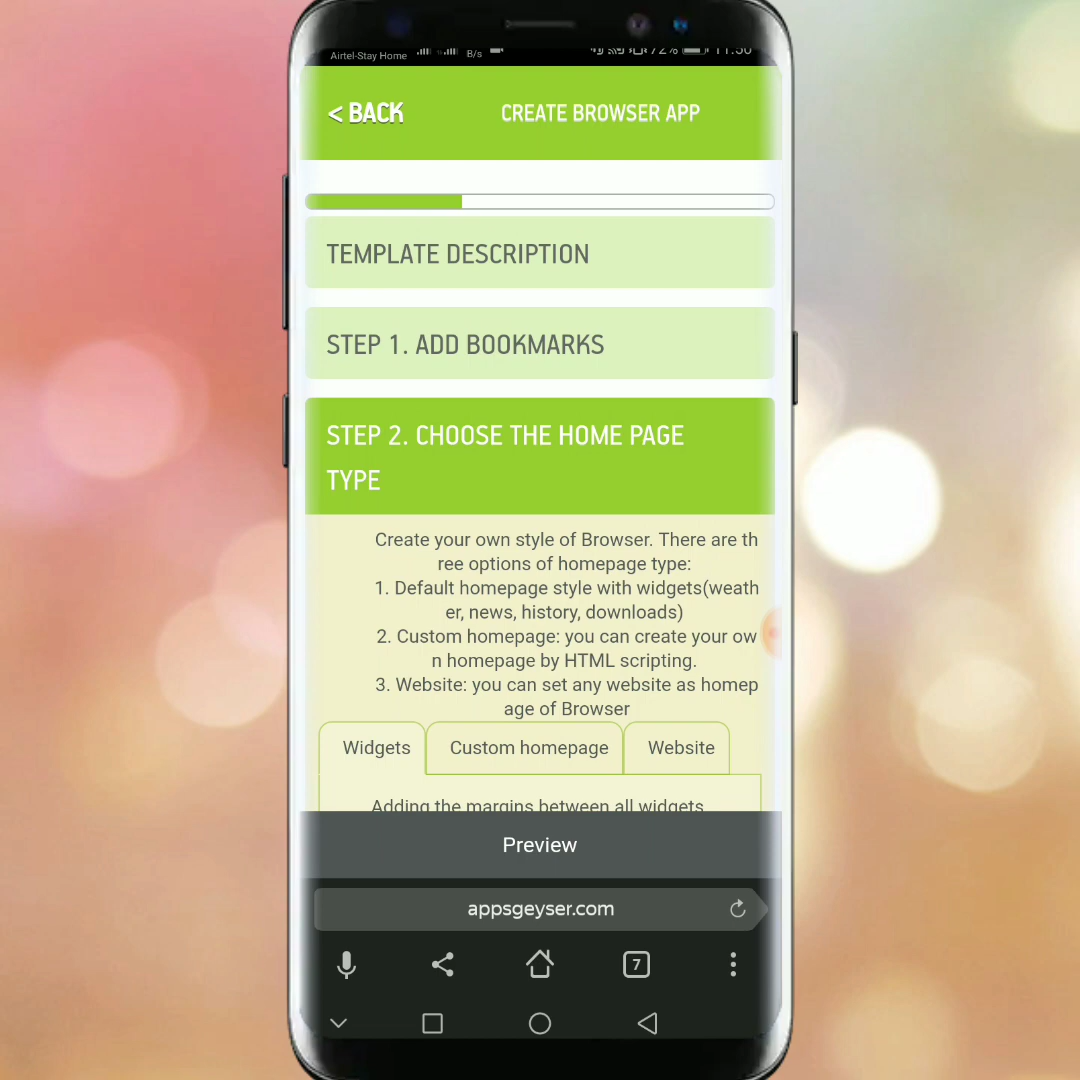 Airtel-Stay Home B/s 72% 11:50
< BACK CREATE BROWSER APP
TEMPLATE DESCRIPTION
STEP 1. ADD BOOKMARKS
STEP 2. CHOOSE THE HOME PAGE
TYPE
Create your own style of Browser. There are th
ree options of homepage type:
1. Default homepage style with widgets(weath
er, news, history, downloads)
2. Custom homepage: you can create your ow
n homepage by HTML scripting.
3. Website: you can set any website as homep
age of Browser
Widgets Custom homepage Website
Adding the margins between all widgets
Preview
appsgeyser.com
7